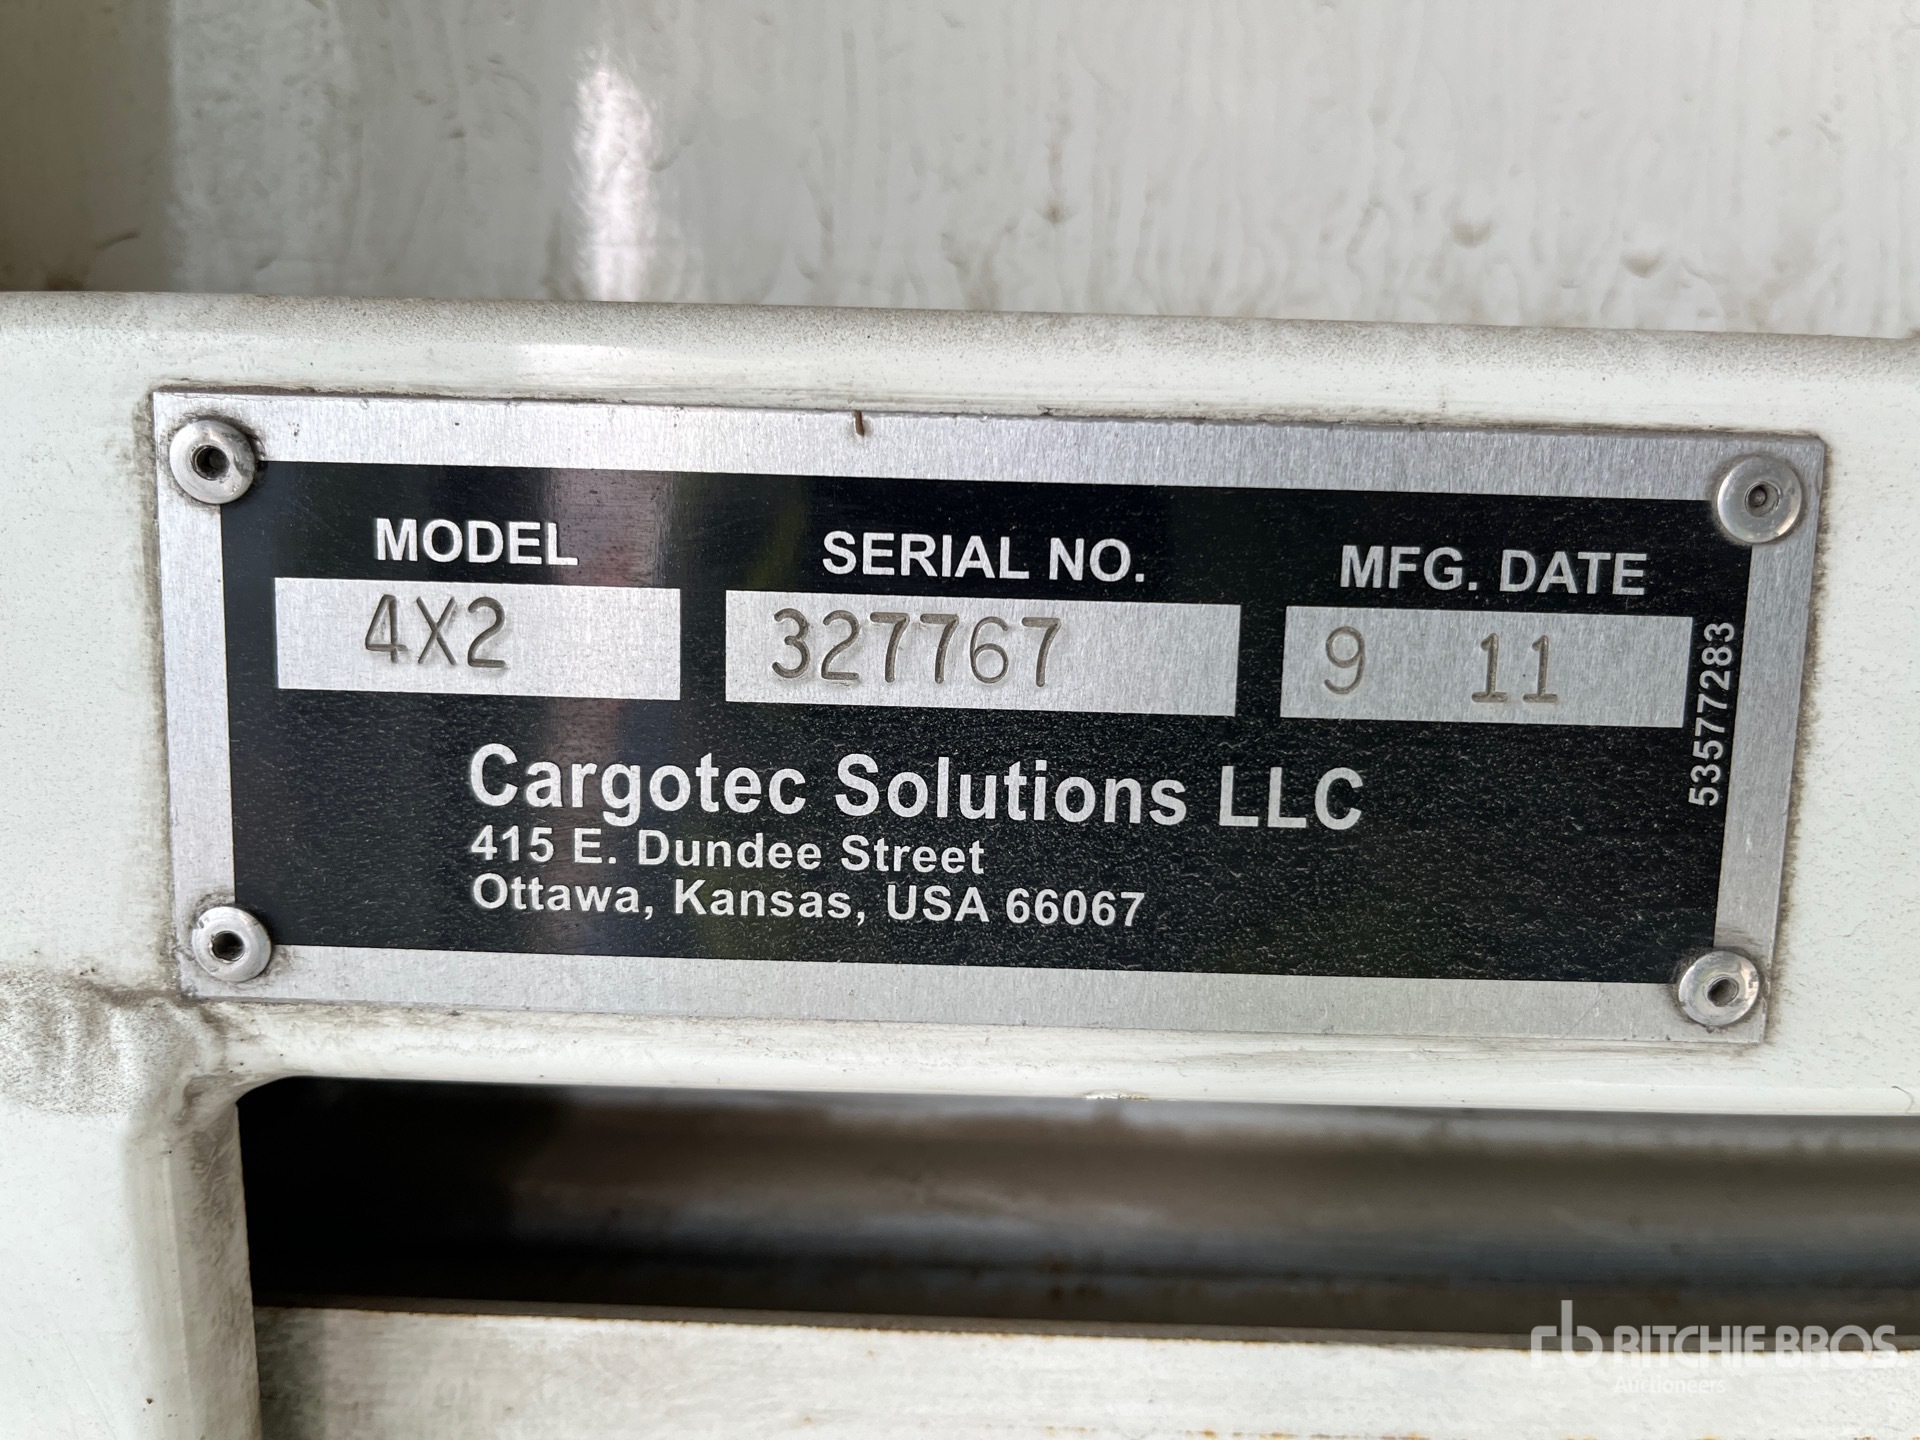 MODEL SERIAL NO. MFG. DATE
4X2 327767 9 11
53577283
Cargotec Solutions LLC
415 E. Dundee Street
Ottawa, Kansas, USA 66067
rb RITCHIE BROS
Auctioneers